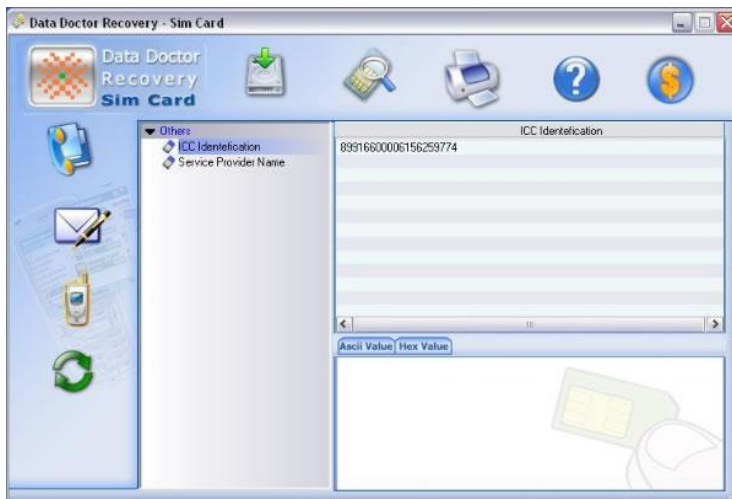 Data Doctor Recovery - Sim Card
Data Doctor
Recovery
Sim Card
Others
ICC Identefication
Service Provider Name
ICC Identefication
89916600006156259774
Ascii Value
Hex Value